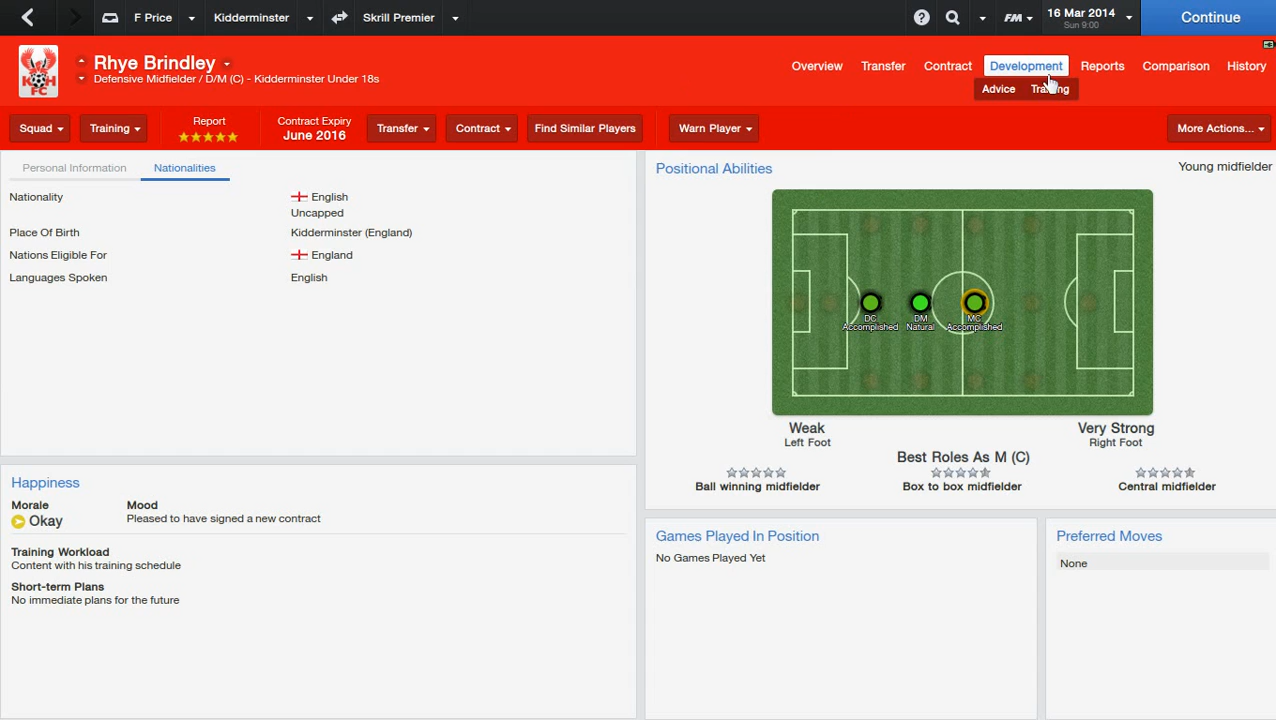 F Price
Kidderminster
Skrill Premier
FM
16 Mar 2014
Sun 9:00
Continue
Rhye Brindley
Defensive Midfielder / D/M (C) - Kidderminster Under 18s
Overview
Transfer
Contract
Development
Reports
Comparison
History
Advice
Training
KH
FC
Squad
Training
Report
Contract Expiry
June 2016
Transfer
Contract
Find Similar Players
Warn Player
More Actions...
Personal Information
Nationalities
Nationality
English
Uncapped
Place Of Birth
Kidderminster (England)
Nations Eligible For
England
Languages Spoken
English
Positional Abilities
Young midfielder
DC
Accomplished
DM
Natural
MC
Accomplished
Weak
Left Foot
Very Strong
Right Foot
Best Roles As M (C)
Ball winning midfielder
Box to box midfielder
Central midfielder
Happiness
Morale
Okay
Mood
Pleased to have signed a new contract
Training Workload
Content with his training schedule
Short-term Plans
No immediate plans for the future
Games Played In Position
No Games Played Yet
Preferred Moves
None